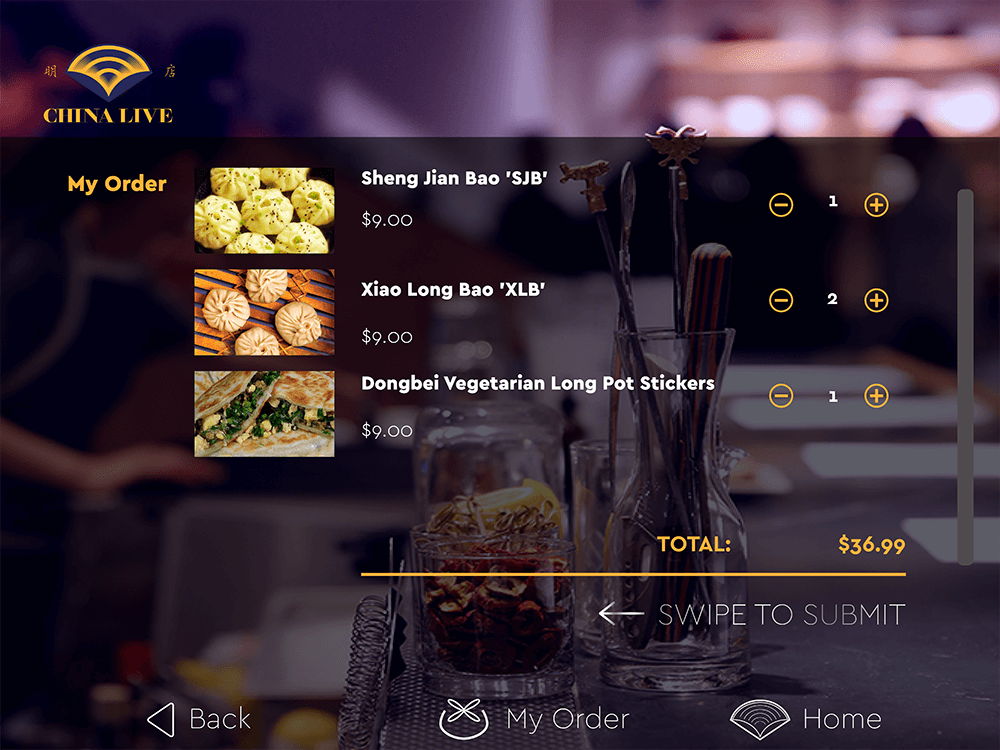 明 店
CHINA LIVE
My Order
Sheng Jian Bao 'SJB'
$9.00
1
Xiao Long Bao 'XLB'
$9.00
2
Dongbei Vegetarian Long Pot Stickers
$9.00
1
TOTAL: $36.99
SWIPE TO SUBMIT
Back My Order Home